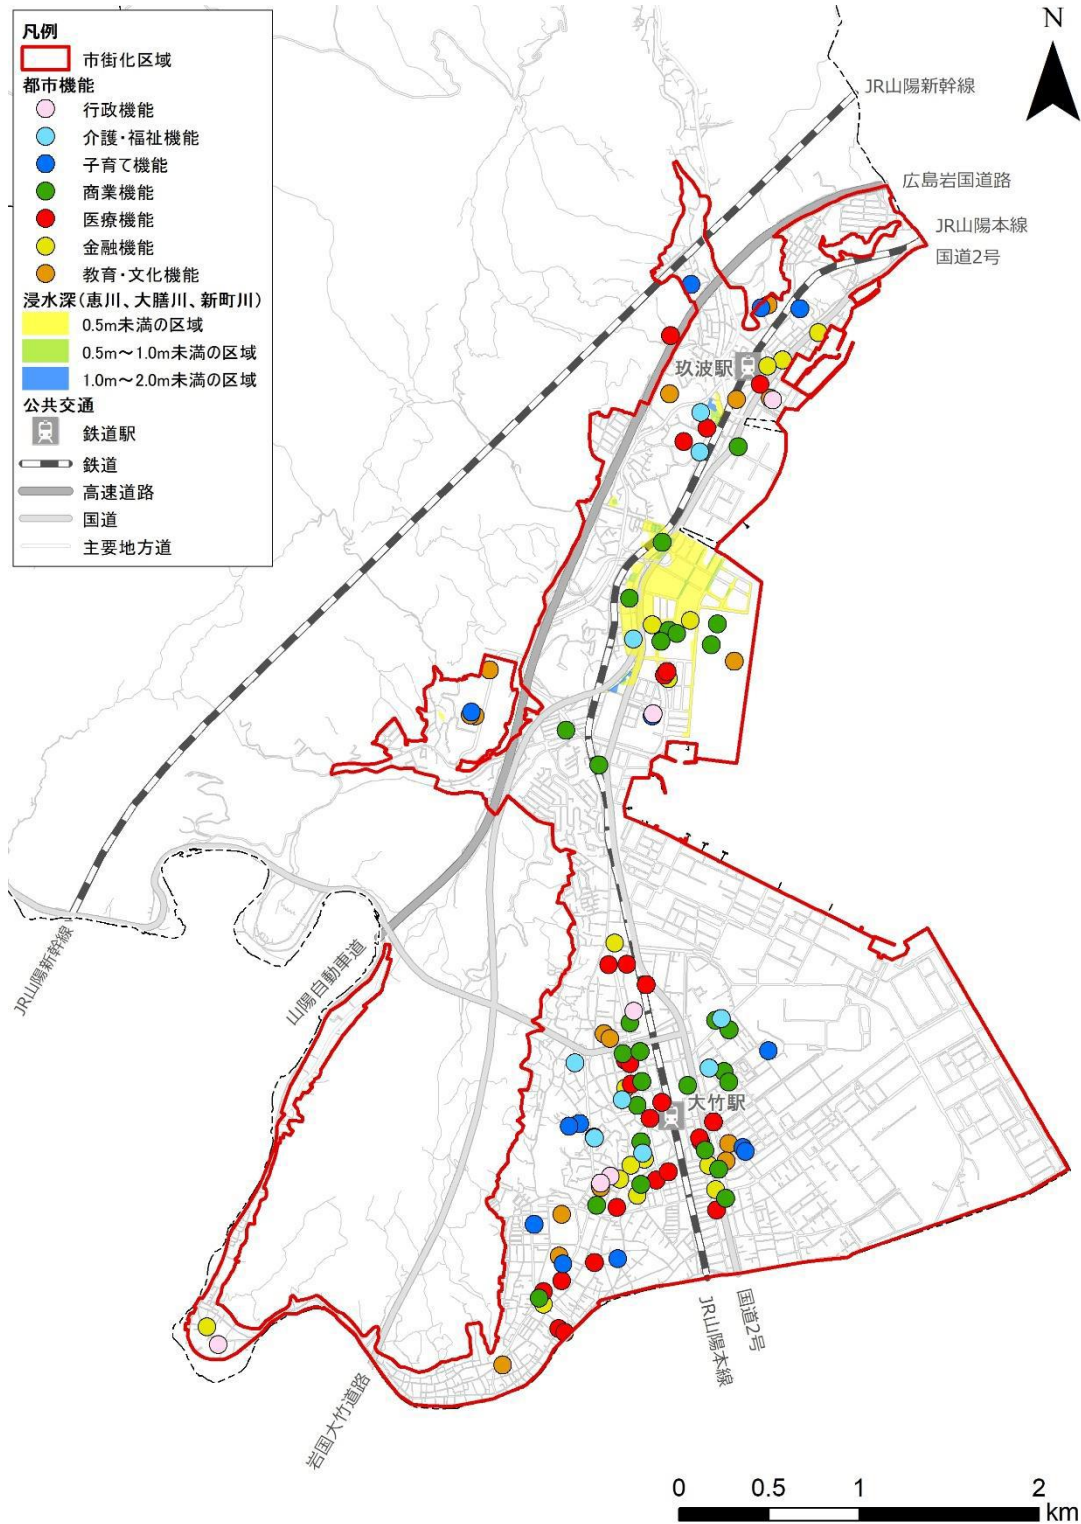 凡例
市街化区域
都市機能
行政機能
介護・福祉機能
子育て機能
商業機能
医療機能
金融機能
教育・文化機能
浸水深(恵川、大膳川、新町川)
0.5m未満の区域
0.5m～1.0m未満の区域
1.0m～2.0m未満の区域
公共交通
鉄道駅
鉄道
高速道路
国道
主要地方道
N
JR山陽新幹線
広島岩国道路
JR山陽本線
国道2号
玖波駅
JR山陽新幹線
山陽自動車道
大竹駅
岩国大竹道路
JR山陽本線
国道2号
0 0.5 1 2
km